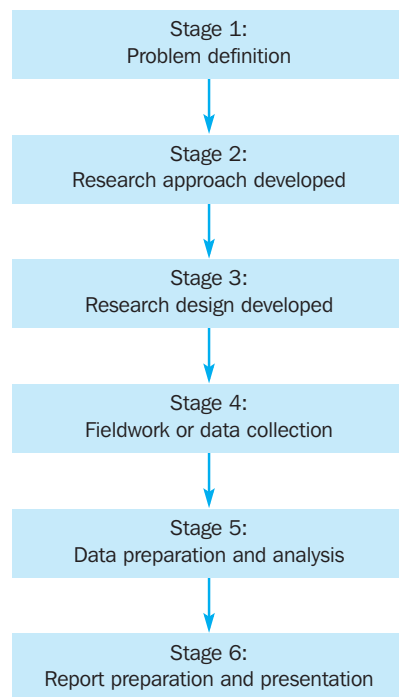 Stage 1:
Problem definition
Stage 2:
Research approach developed
Stage 3:
Research design developed
Stage 4:
Fieldwork or data collection
Stage 5:
Data preparation and analysis
Stage 6:
Report preparation and presentation